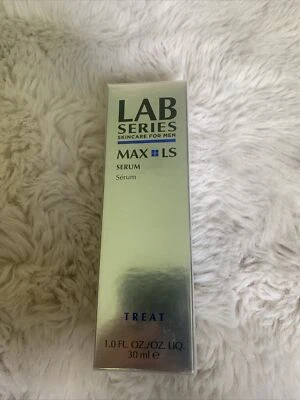 LAB
SERIES
SKINCARE FOR MEN
MAX LS
SERUM
Sérum
TREAT
1.0 FL. OZ./OZ. LIQ.
30 ml e